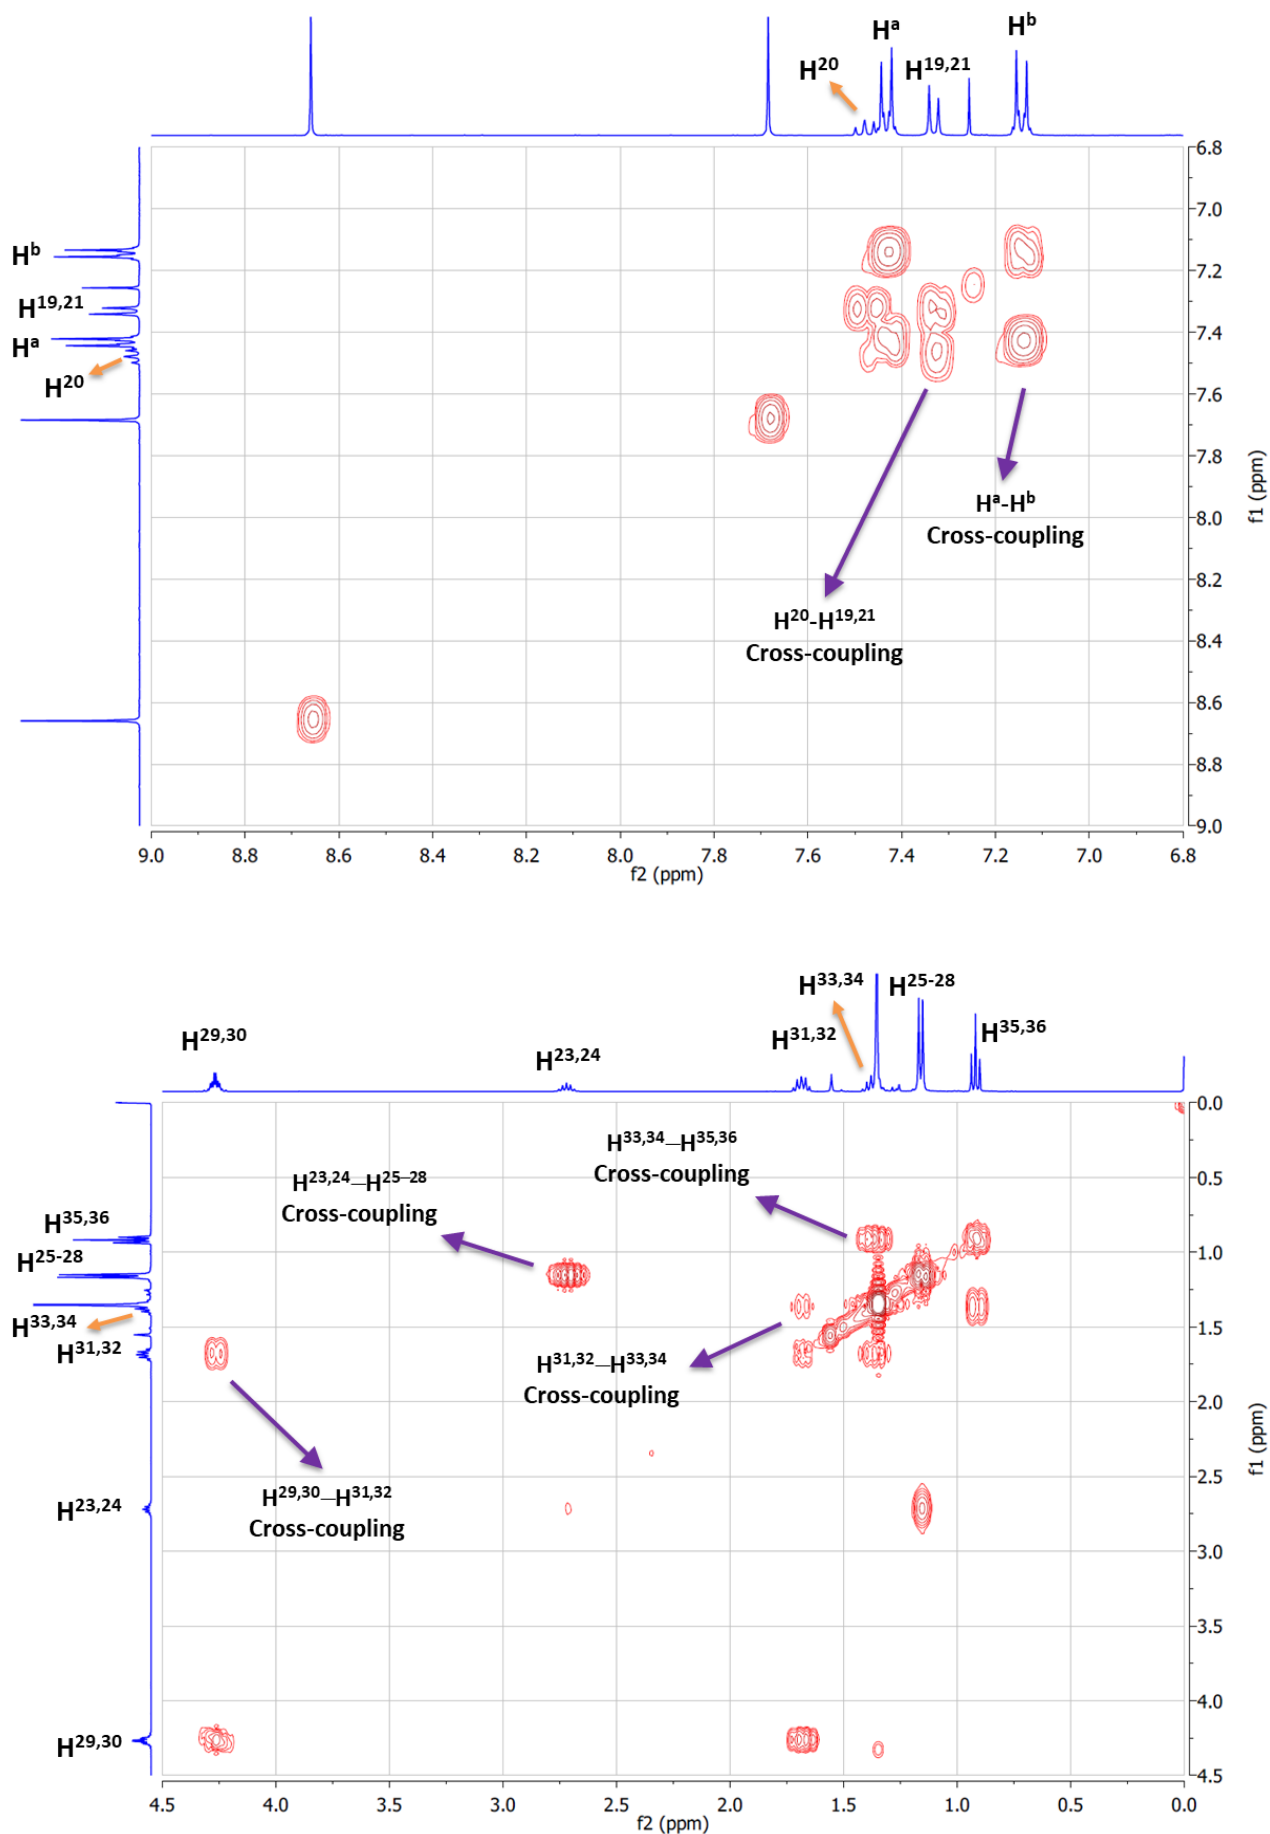 Hᵃ
Hᵇ
H²⁰
H¹⁹,²¹
6.8
7.0
Hᵇ
7.2
H¹⁹,²¹
Hᵃ
7.4
H²⁰
7.6
7.8
Hᵃ-Hᵇ
Cross-coupling
f1 (ppm)
8.0
8.2
H²⁰-H¹⁹,²¹
Cross-coupling
8.4
8.6
8.8
9.0
9.0 8.8 8.6 8.4 8.2 8.0 7.8 7.6 7.4 7.2 7.0 6.8
f2 (ppm)
H³³,³⁴
H²⁵⁻²⁸
H³¹,³²
H³⁵,³⁶
H²⁹,³⁰
H²³,²⁴
0.0
H³³,³⁴_H³⁵,³⁶
Cross-coupling
H²³,²⁴_H²⁵⁻²⁸
Cross-coupling
0.5
H³⁵,³⁶
1.0
H²⁵⁻²⁸
H³³,³⁴
1.5
H³¹,³²
H³¹,³²_H³³,³⁴
Cross-coupling
2.0
f1 (ppm)
2.5
H²³,²⁴
H²⁹,³⁰_H³¹,³²
Cross-coupling
3.0
3.5
4.0
H²⁹,³⁰
4.5
4.5 4.0 3.5 3.0 2.5 2.0 1.5 1.0 0.5 0.0
f2 (ppm)